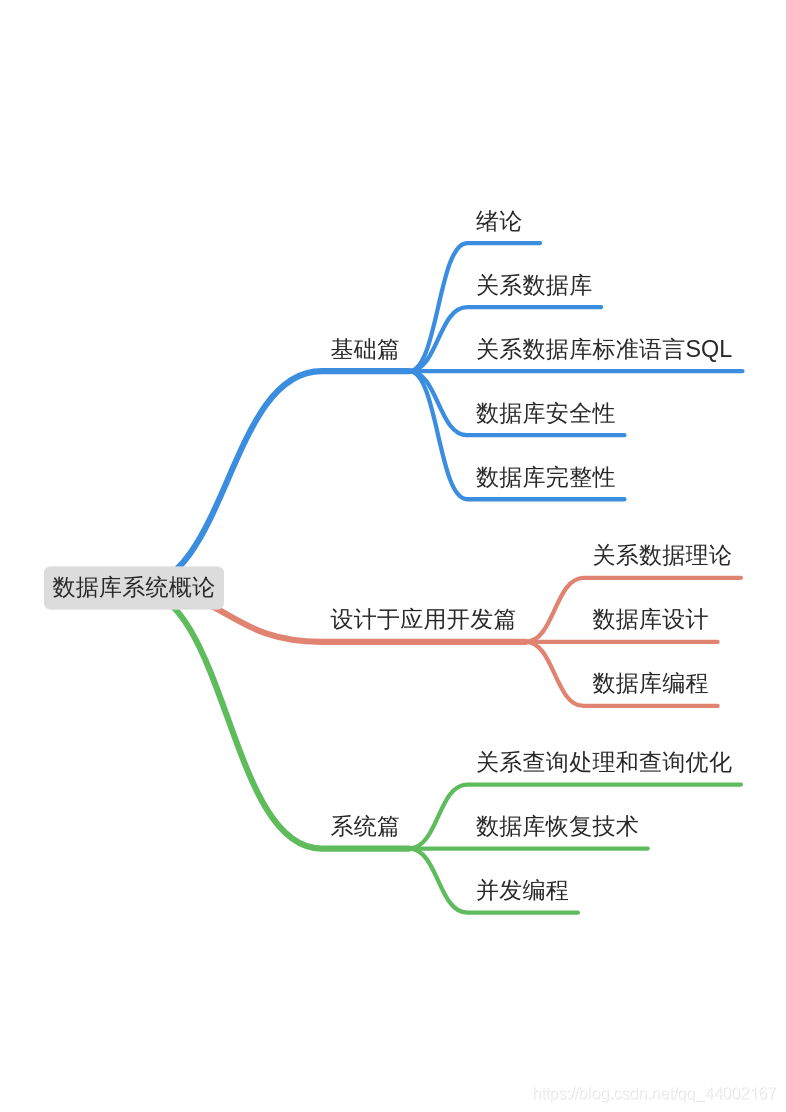 数据库系统概论
基础篇
绪论
关系数据库
关系数据库标准语言SQL
数据库安全性
数据库完整性
设计于应用开发篇
关系数据理论
数据库设计
数据库编程
系统篇
关系查询处理和查询优化
数据库恢复技术
并发编程
https://blog.csdn.net/qq_44002167